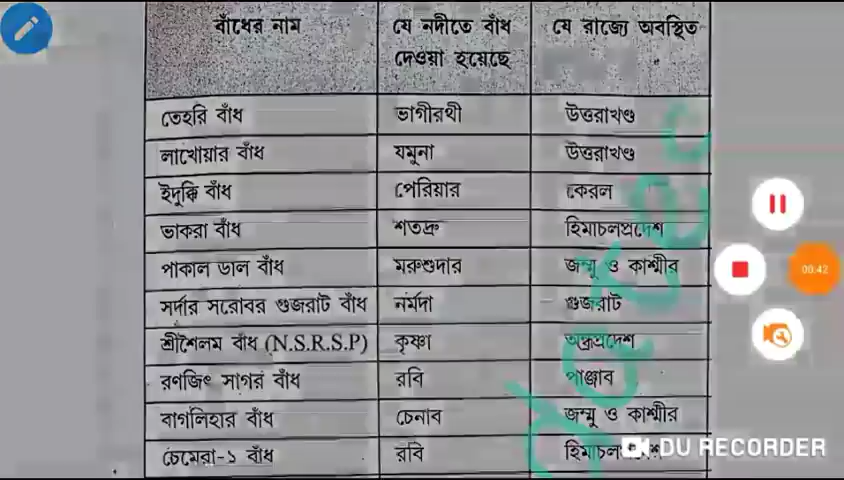 বাঁধের নাম যে নদীতে বাঁধ দেওয়া হয়েছে যে রাজ্যে অবস্থিত
তেহরি বাঁধ ভাগীরথী উত্তরাখণ্ড
লাখোয়ার বাঁধ যমুনা উত্তরাখণ্ড
ইদুক্কি বাঁধ পেরিয়ার কেরল
ভাকরা বাঁধ শতদ্রু হিমাচলপ্রদেশ
পাকাল ডাল বাঁধ মরুশুদার জম্মু ও কাশ্মীর
সর্দার সরোবর গুজরাট বাঁধ নর্মদা গুজরাট
শ্রীশৈলম বাঁধ (N.S.R.S.P) কৃষ্ণা অন্ধ্রপ্রদেশ
রণজিৎ সাগর বাঁধ রবি পাঞ্জাব
বাগলিহার বাঁধ চেনাব জম্মু ও কাশ্মীর
চেমেরা-১ বাঁধ রবি হিমাচলপ্রদেশ
00:42
DU RECORDER